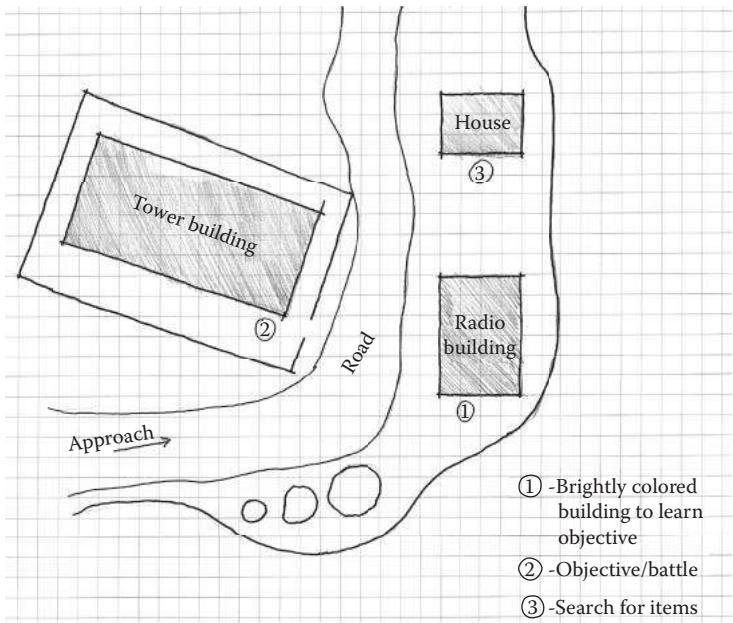 House
③
Tower building
②
Radio
building
①
Road
Approach
① -Brightly colored
building to learn
objective
② -Objective/battle
③ -Search for items